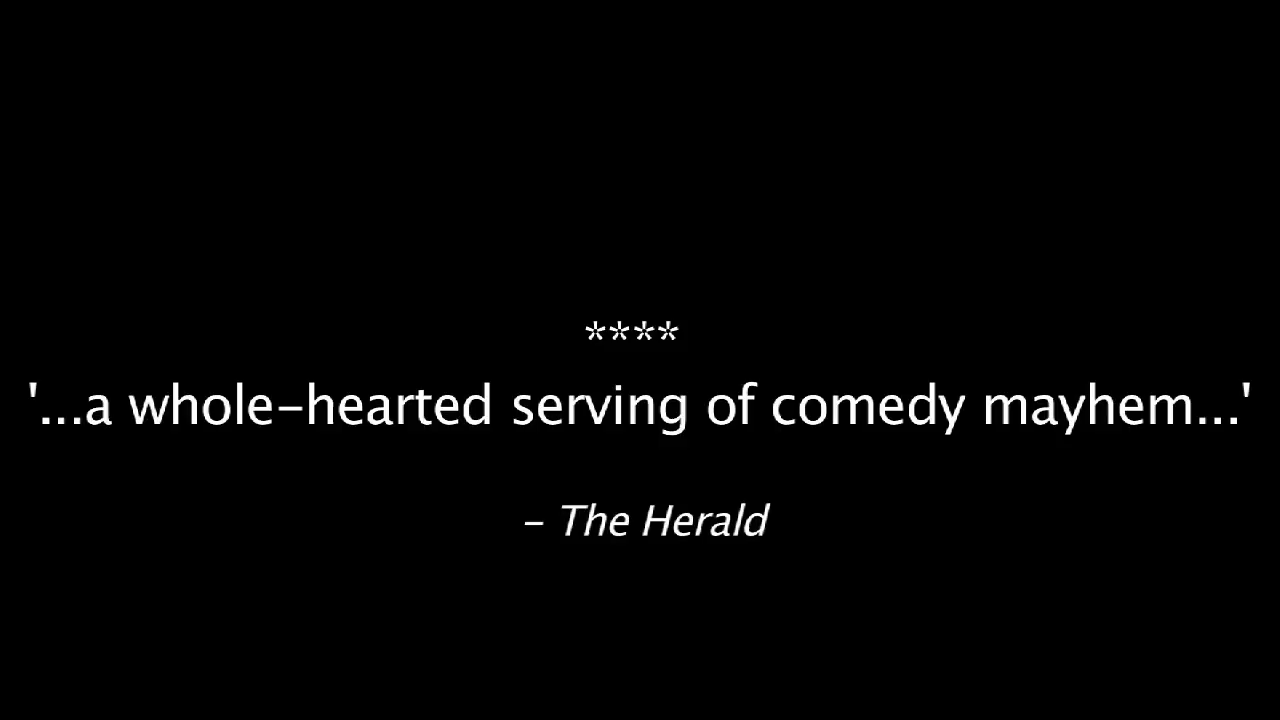 ****
'...a whole-hearted serving of comedy mayhem...'
- The Herald